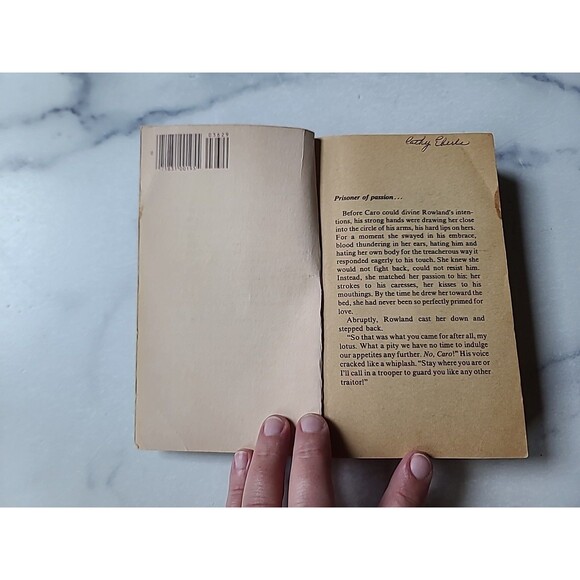 Cathy Eberle
Prisoner of passion...
Before Caro could divine Rowland's inten-
tions, his strong hands were drawing her close
into the circle of his arms, his hard lips on hers.
For a moment she swayed in his embrace,
blood thundering in her ears, hating him and
hating her own body for the treacherous way it
responded eagerly to his touch. She knew she
would not fight back, could not resist him.
Instead, she matched her passion to his: her
strokes to his caresses, her kisses to his
mouthings. By the time he drew her toward the
bed, she had never been so perfectly primed for
love.
Abruptly, Rowland cast her down and
stepped back.
"So that was what you came for after all, my
lotus. What a pity we have no time to indulge
our appetites any further. No, Caro!" His voice
cracked like a whiplash. "Stay where you are or
I'll call in a trooper to guard you like any other
traitor!"